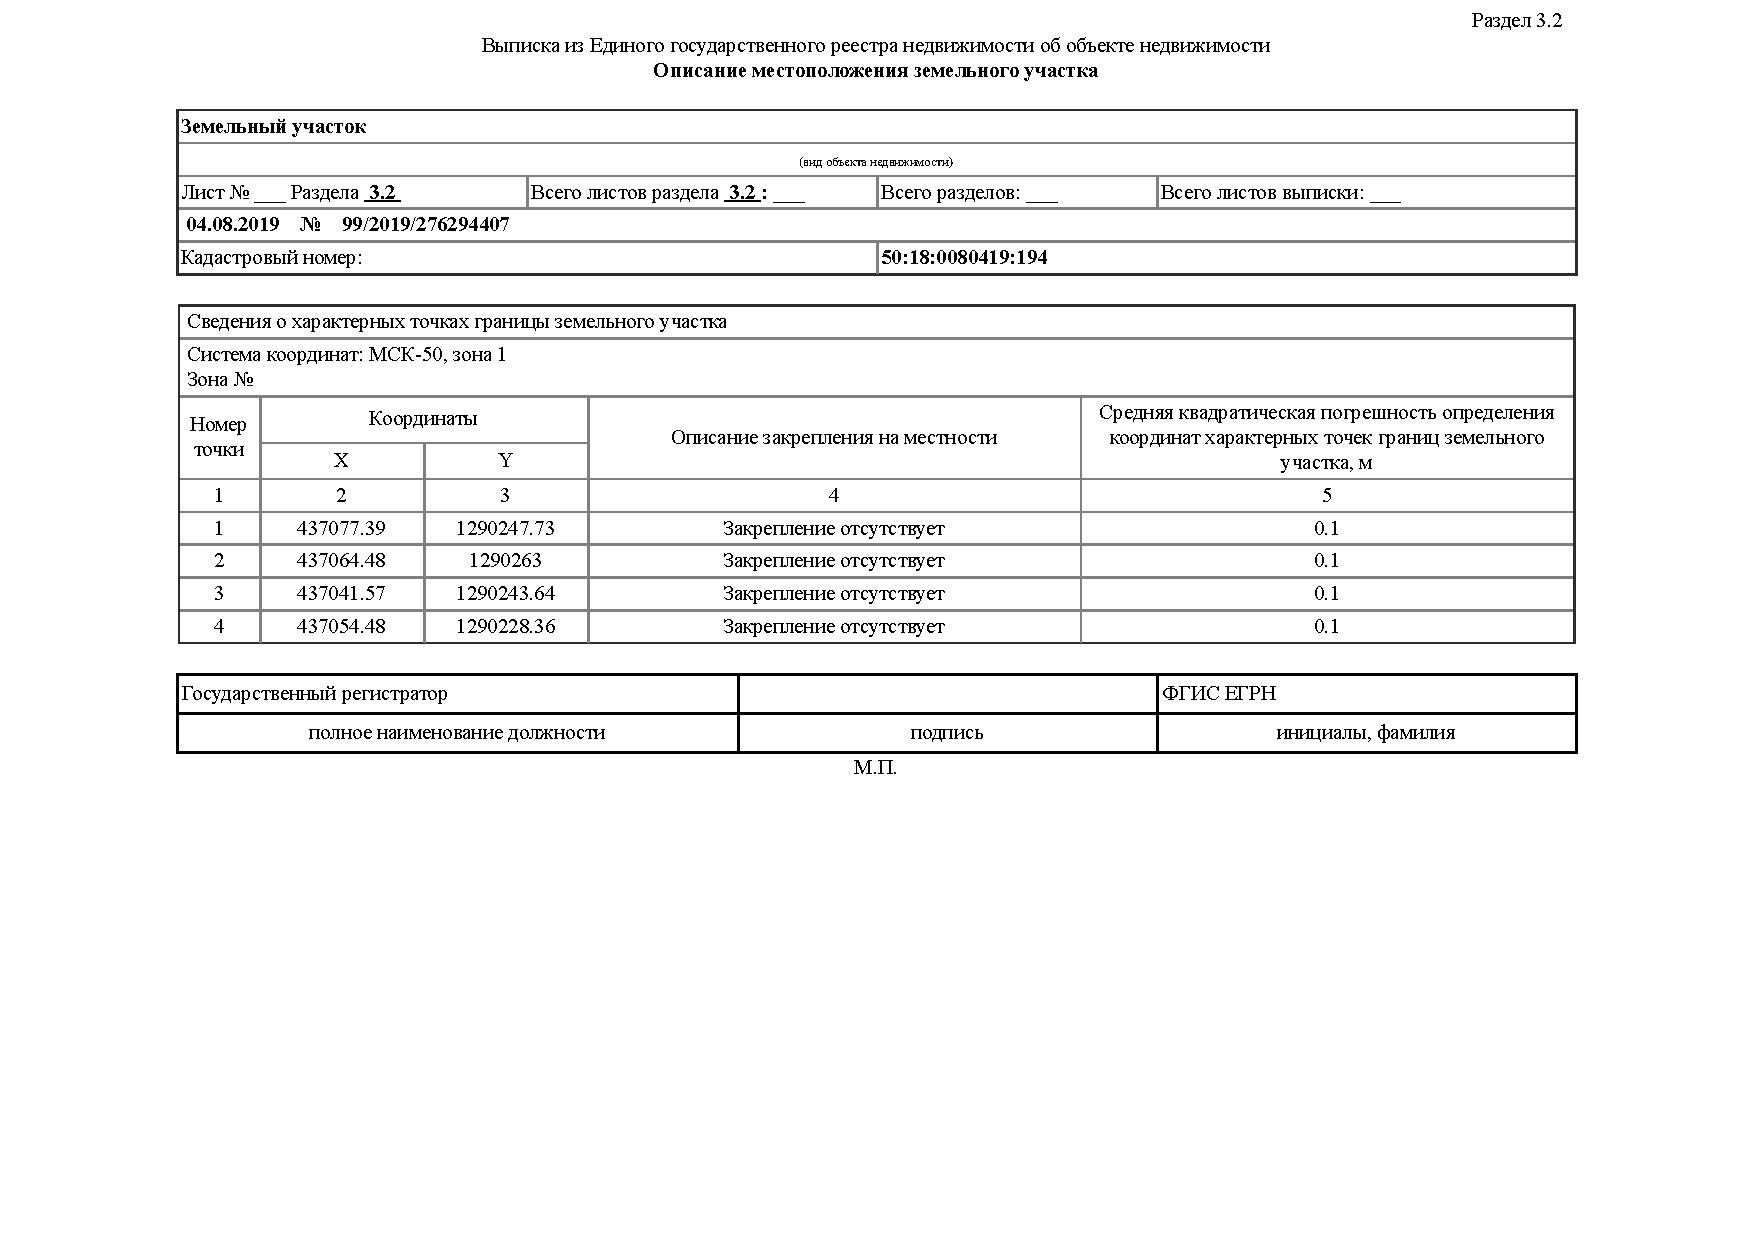 Раздел 3.2
Выписка из Единого государственного реестра недвижимости об объекте недвижимости
Описание местоположения земельного участка
Земельный участок
(вид объекта недвижимости)
Лист № ___ Раздела 3.2 Всего листов раздела 3.2 : ___ Всего разделов: ___ Всего листов выписки: ___
04.08.2019 № 99/2019/276294407
Кадастровый номер: 50:18:0080419:194
Сведения о характерных точках границы земельного участка
Система координат: МСК-50, зона 1
Зона №
Номер точки
Координаты
X Y
Описание закрепления на местности
Средняя квадратическая погрешность определения
координат характерных точек границ земельного
участка, м
1 2 3 4 5
1 437077.39 1290247.73 Закрепление отсутствует 0.1
2 437064.48 1290263 Закрепление отсутствует 0.1
3 437041.57 1290243.64 Закрепление отсутствует 0.1
4 437054.48 1290228.36 Закрепление отсутствует 0.1
Государственный регистратор ФГИС ЕГРН
полное наименование должности подпись инициалы, фамилия
М.П.